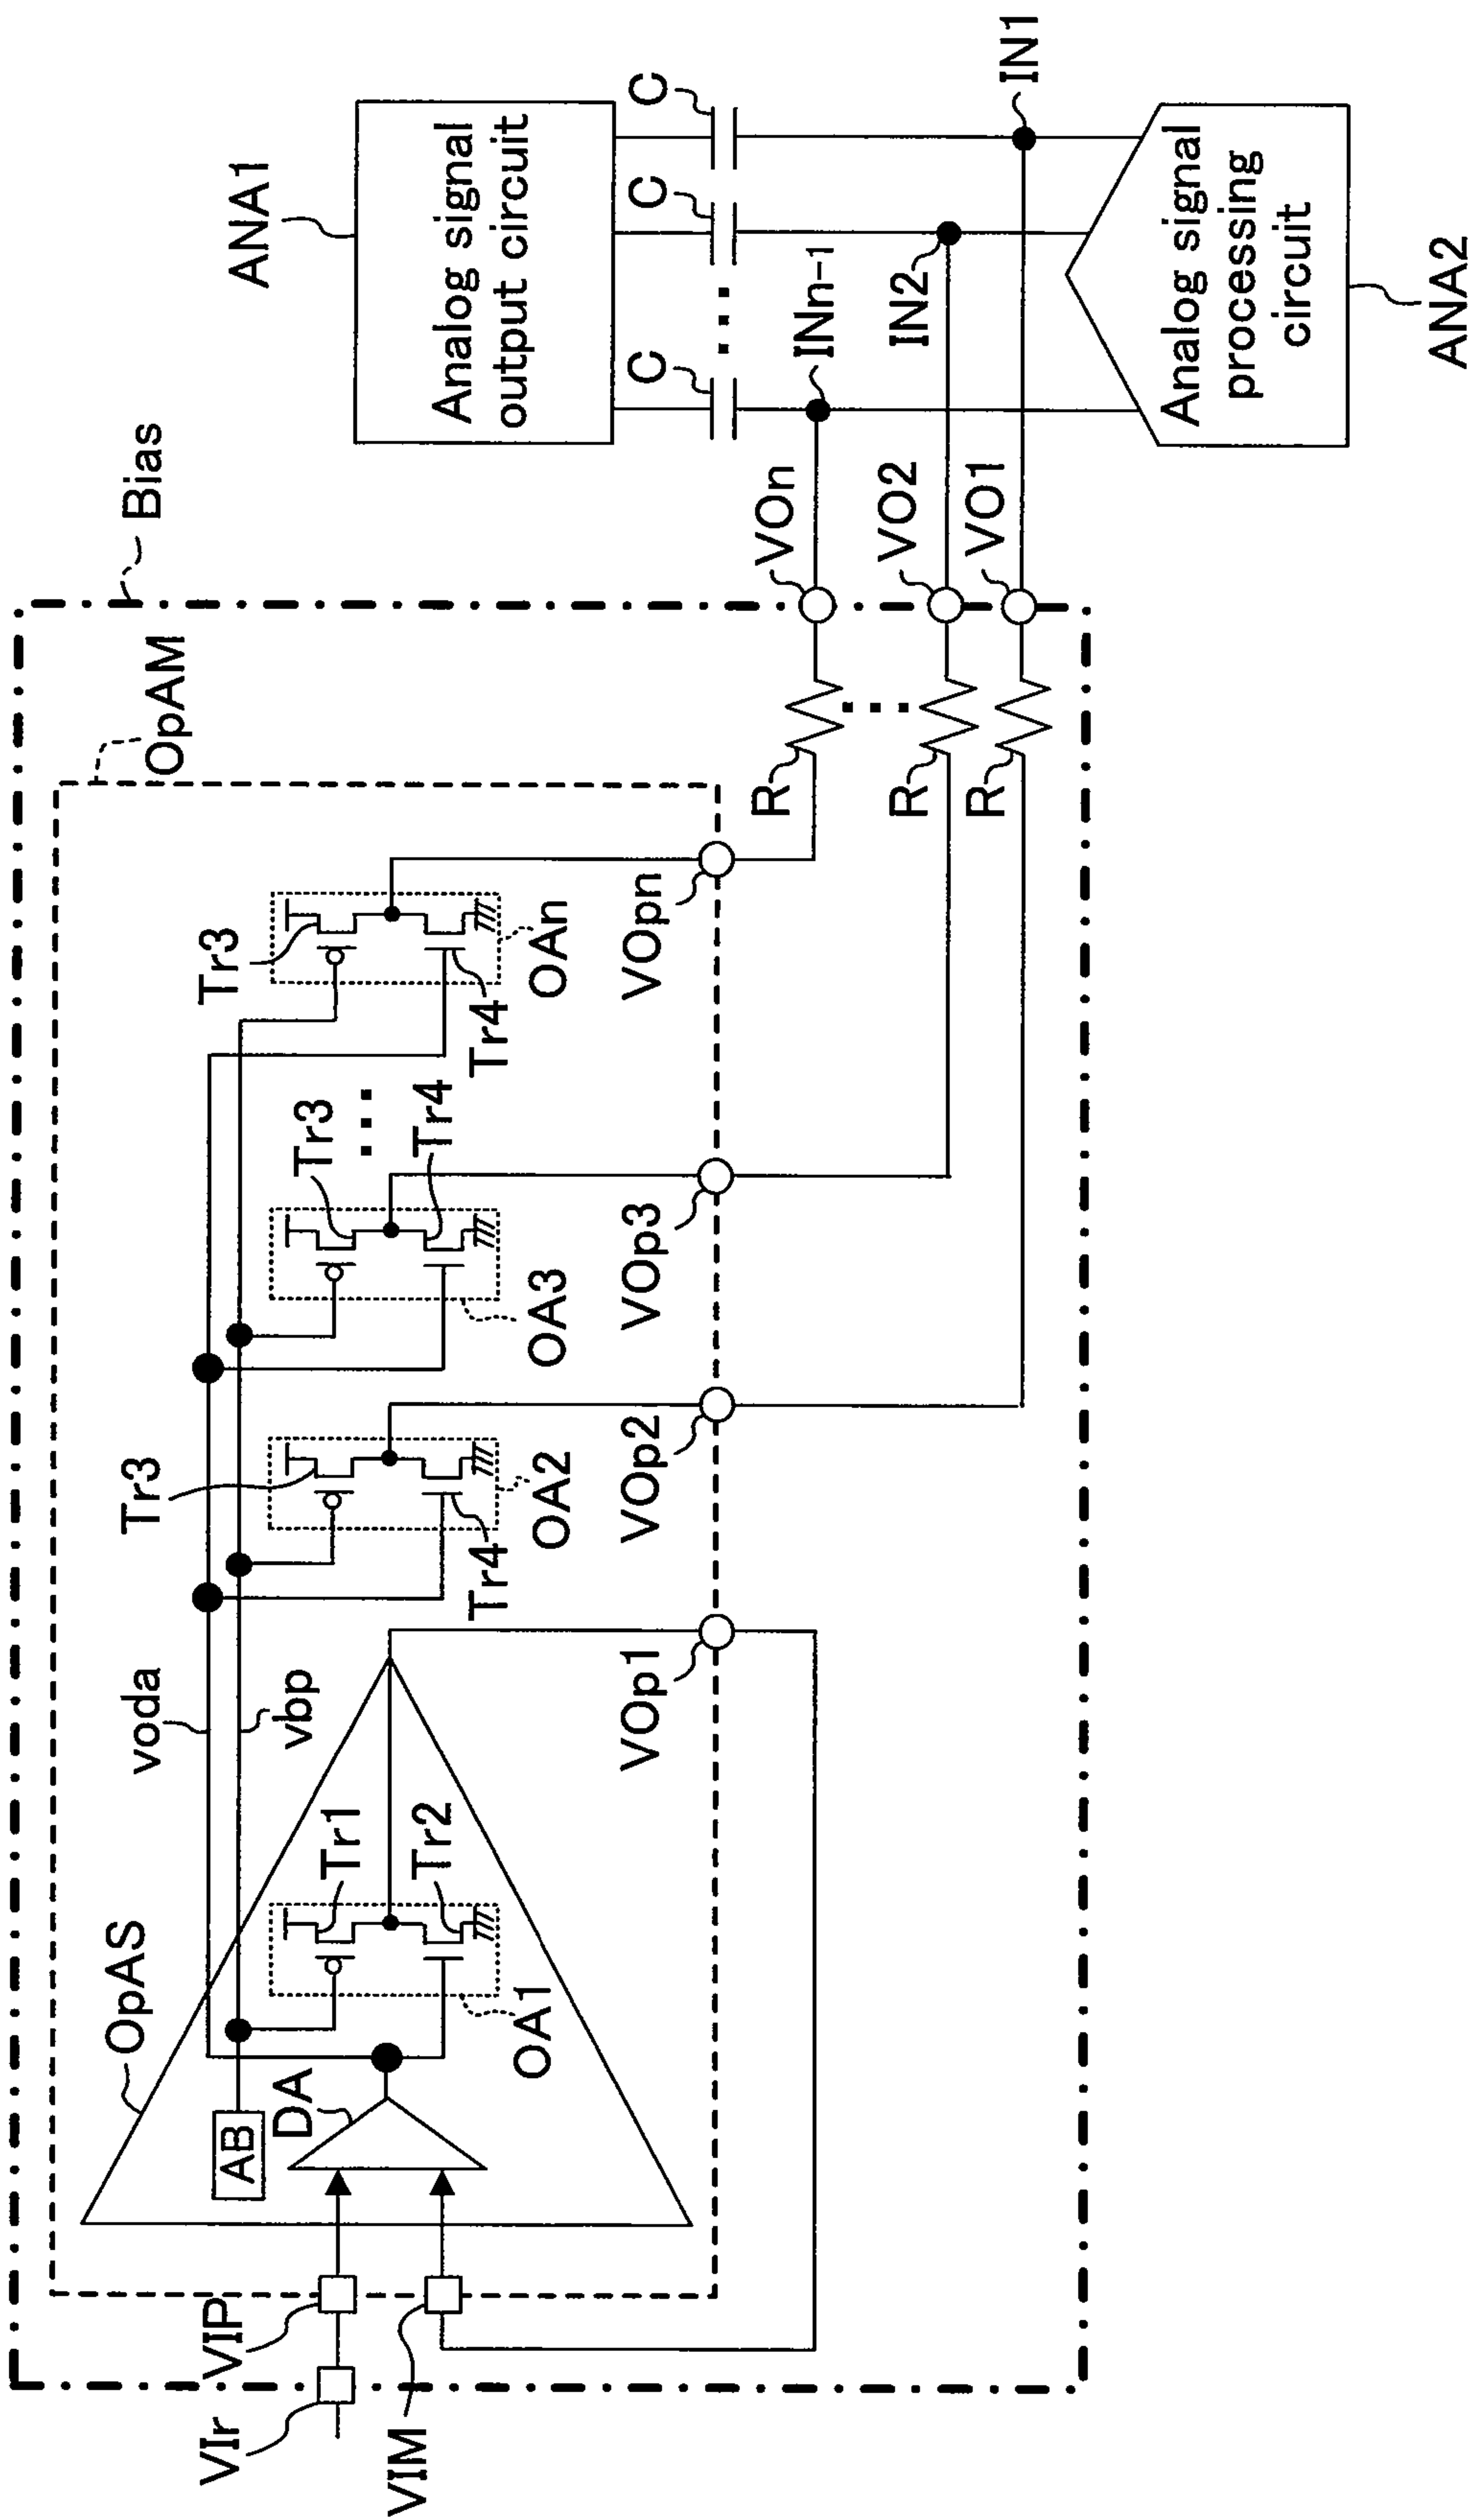 Bias
OpAM
OpAS
voda
vbp
AB
DA
OA1
Tr1
Tr2
Tr3
Tr4
OA2
Tr3
Tr4
OA3
Tr3
Tr4
OAn
VIr
VIP
VIM
VOp1
VOp2
VOp3
VOpn
R
R
R
VOn
VO2
VO1
ANA1
Analog signal
output circuit
C
C
C
INn-1
IN2
IN1
Analog signal
processing
circuit
ANA2